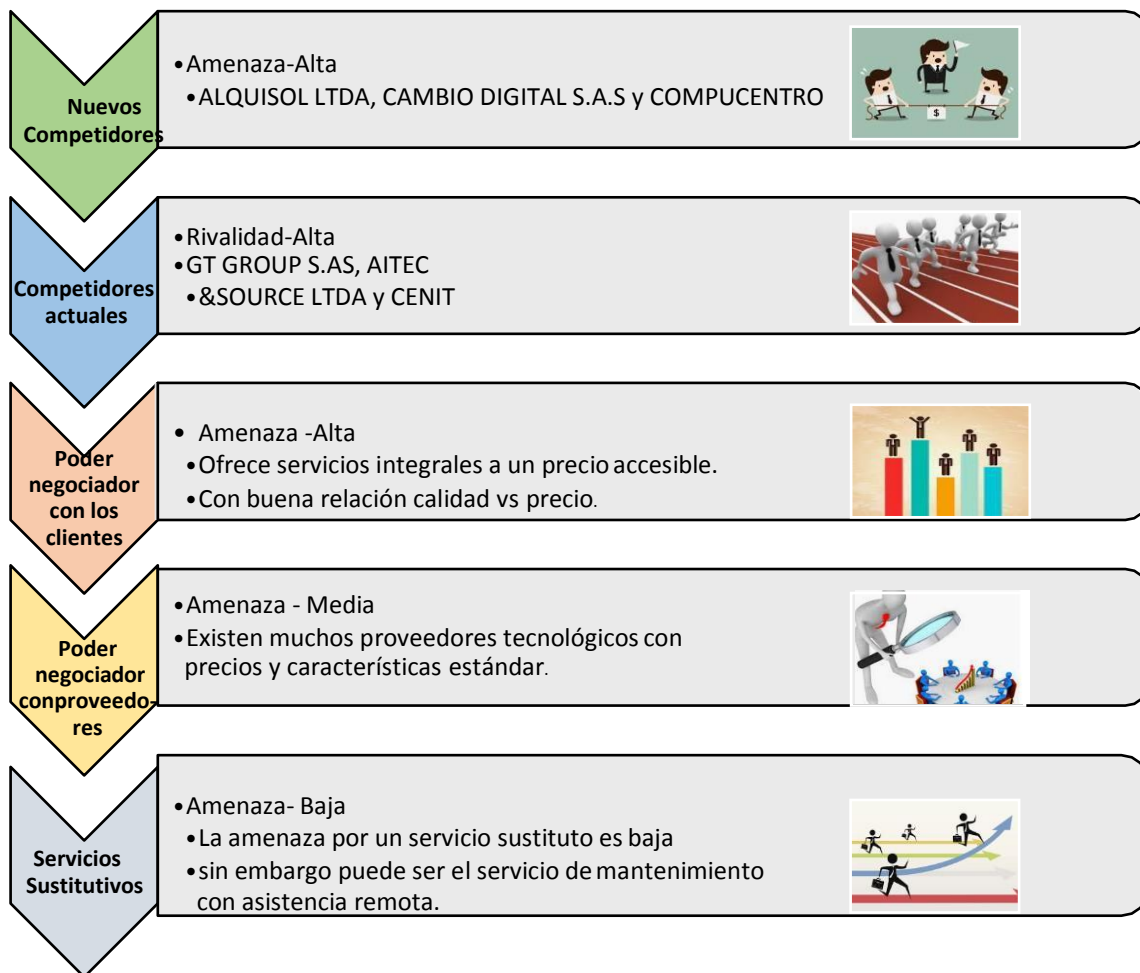 Nuevos
Competidores
•Amenaza-Alta
•ALQUISOL LTDA, CAMBIO DIGITAL S.A.S y COMPUCENTRO
$
Competidores
actuales
•Rivalidad-Alta
•GT GROUP S.AS, AITEC
•&SOURCE LTDA y CENIT
Poder
negociador
con los
clientes
• Amenaza -Alta
•Ofrece servicios integrales a un precio accesible.
•Con buena relación calidad vs precio.
Poder
negociador
conproveedo-
res
•Amenaza - Media
•Existen muchos proveedores tecnológicos con
precios y características estándar.
Servicios
Sustitutivos
•Amenaza- Baja
•La amenaza por un servicio sustituto es baja
•sin embargo puede ser el servicio de mantenimiento
con asistencia remota.